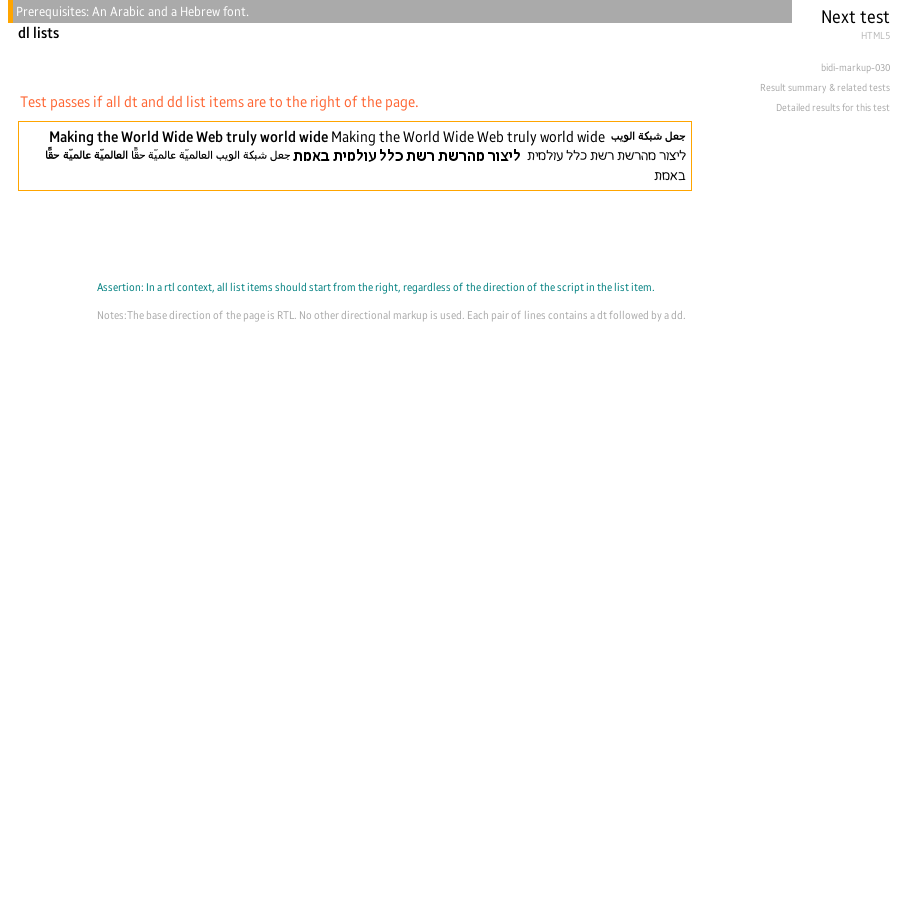 Prerequisites: An Arabic and a Hebrew font.
dl lists
Next test
HTML5
bidi-markup-030
Result summary & related tests
Detailed results for this test
Test passes if all dt and dd list items are to the right of the page.
Making the World Wide Web truly world wide Making the World Wide Web truly world wide جعل شبكة الويب
العالميّة عالميّة حقًّا جعل شبكة الويب العالميّة عالميّة حقًّا ליצור מהרשת רשת כלל עולמית באמת ליצור מהרשת רשת כלל עולמית
באמת
Assertion: In a rtl context, all list items should start from the right, regardless of the direction of the script in the list item.
Notes:The base direction of the page is RTL. No other directional markup is used. Each pair of lines contains a dt followed by a dd.